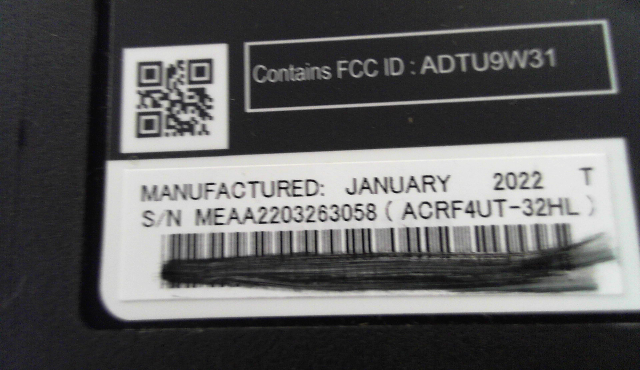 Contains FCC ID : ADTU9W31
MANUFACTURED: JANUARY 2022 T
S/N MEAA2203263058 ( ACRF4UT-32HL )